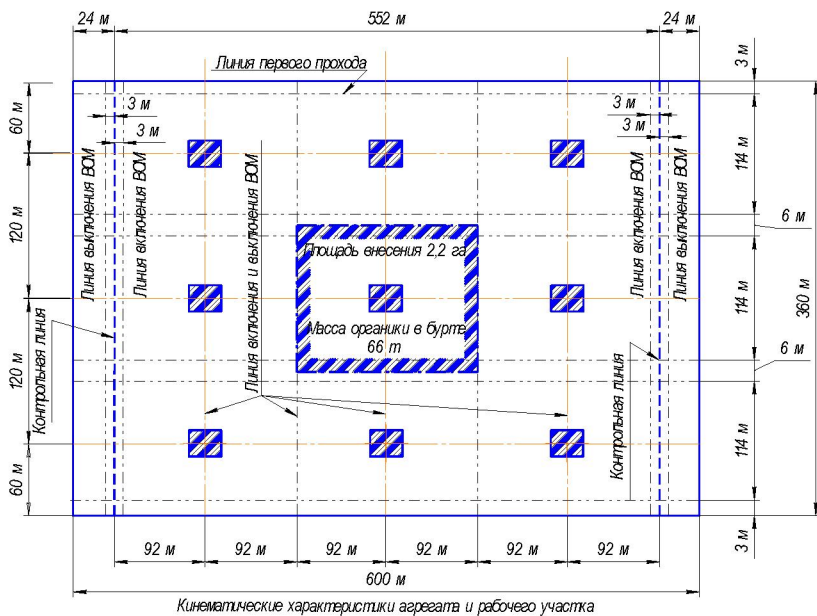 24 м
552 м
24 м
Линия первого прохода
3 м
60 м
3 м
3 м
3 м
3 м
114 м
Линия выключения ВОМ
Линия включения ВОМ
Линия включения и выключения ВОМ
Линия включения ВОМ
Линия выключения ВОМ
120 м
6 м
Площадь внесения 2,2 га
114 м
360 м
Масса органики в бурте
66 т
Контрольная линия
6 м
120 м
Контрольная линия
114 м
60 м
3 м
92 м
92 м
92 м
92 м
92 м
92 м
600 м
Кинематические характеристики агрегата и рабочего участка